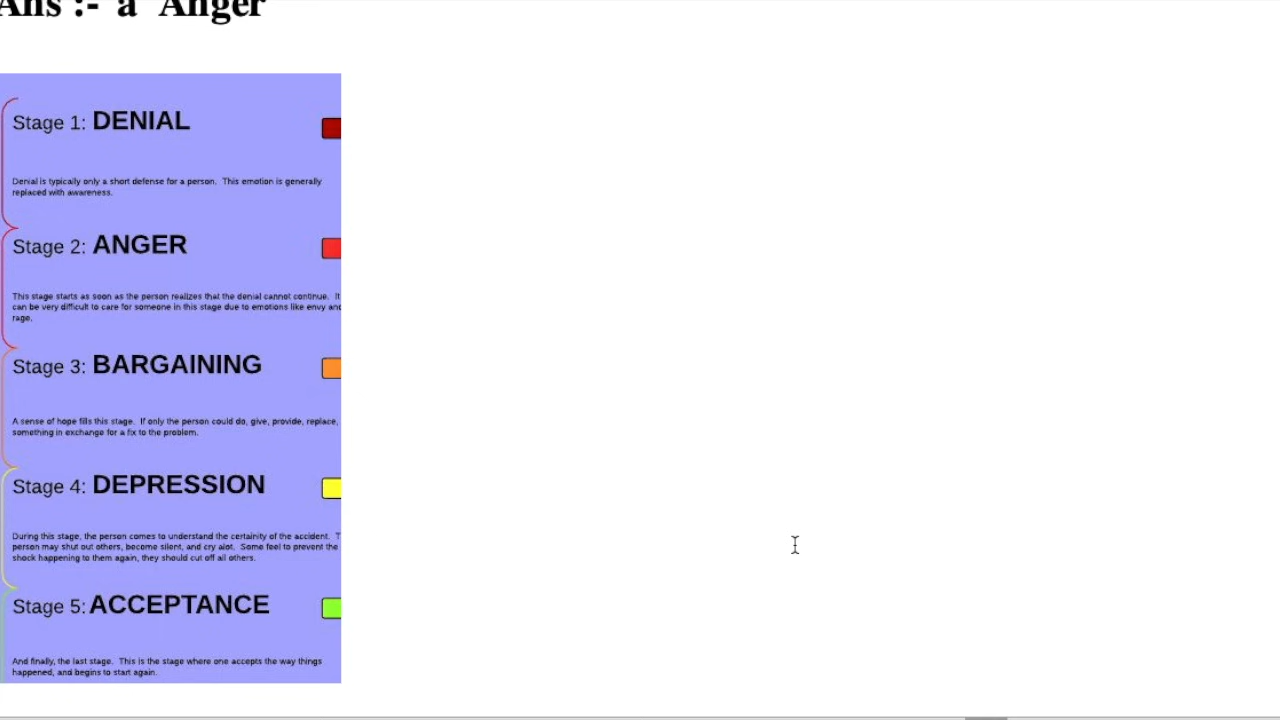 Ans :- a Anger
Stage 1: DENIAL
Denial is typically only a short defense for a person. This emotion is generally
replaced with awareness.
Stage 2: ANGER
This stage starts as soon as the person realizes that the denial cannot continue. It
can be very difficult to care for someone in this stage due to emotions like envy and
rage.
Stage 3: BARGAINING
A sense of hope fills this stage. If only the person could do, give, provide, replace,
something in exchange for a fix to the problem.
Stage 4: DEPRESSION
During this stage, the person comes to understand the certainity of the accident. T
person may shut out others, become silent, and cry alot. Some feel to prevent the
shock happening to them again, they should cut off all others.
Stage 5: ACCEPTANCE
And finally, the last stage. This is the stage where one accepts the way things
happened, and begins to start again.